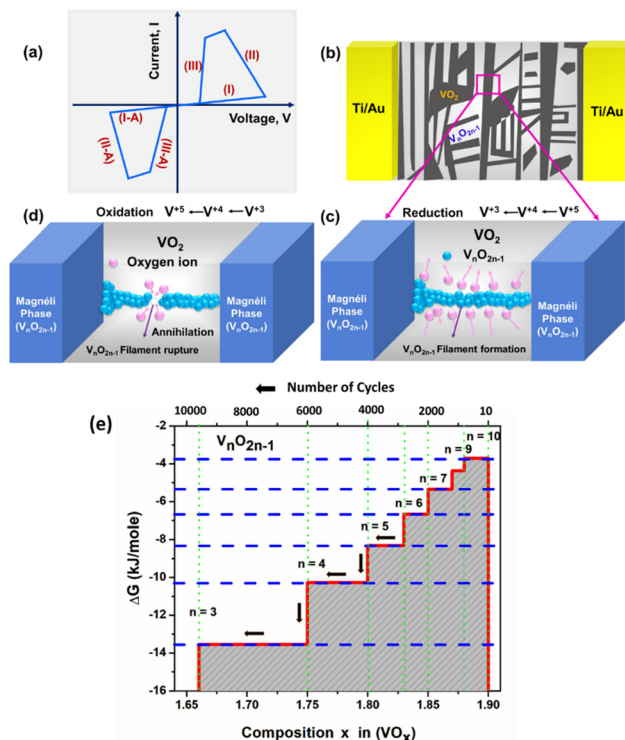 (a)
Current, I
(III)
(II)
(I)
(I-A)
Voltage, V
(II-A)
(III-A)
(b)
Ti/Au
VO₂
VₙO₂ₙ₋₁
Ti/Au
(d)
Oxidation V⁺⁵ ← V⁺⁴ ← V⁺³
VO₂
Oxygen ion
Magnéli
Phase
(VₙO₂ₙ₋₁)
Magnéli
Phase
(VₙO₂ₙ₋₁)
Annihilation
VₙO₂ₙ₋₁ Filament rupture
Reduction V⁺³ ← V⁺⁴ ← V⁺⁵
(c)
VO₂
VₙO₂ₙ₋₁
Magnéli
Phase
(VₙO₂ₙ₋₁)
Magnéli
Phase
(VₙO₂ₙ₋₁)
VₙO₂ₙ₋₁ Filament formation
(e)
Number of Cycles
10000 8000 6000 4000 2000 10
VₙO₂ₙ₋₁
n = 10
n = 9
n = 7
n = 6
n = 5
n = 4
n = 3
ΔG (kJ/mole)
-2
-4
-6
-8
-10
-12
-14
-16
1.65 1.70 1.75 1.80 1.85 1.90
Composition x in (VOₓ)